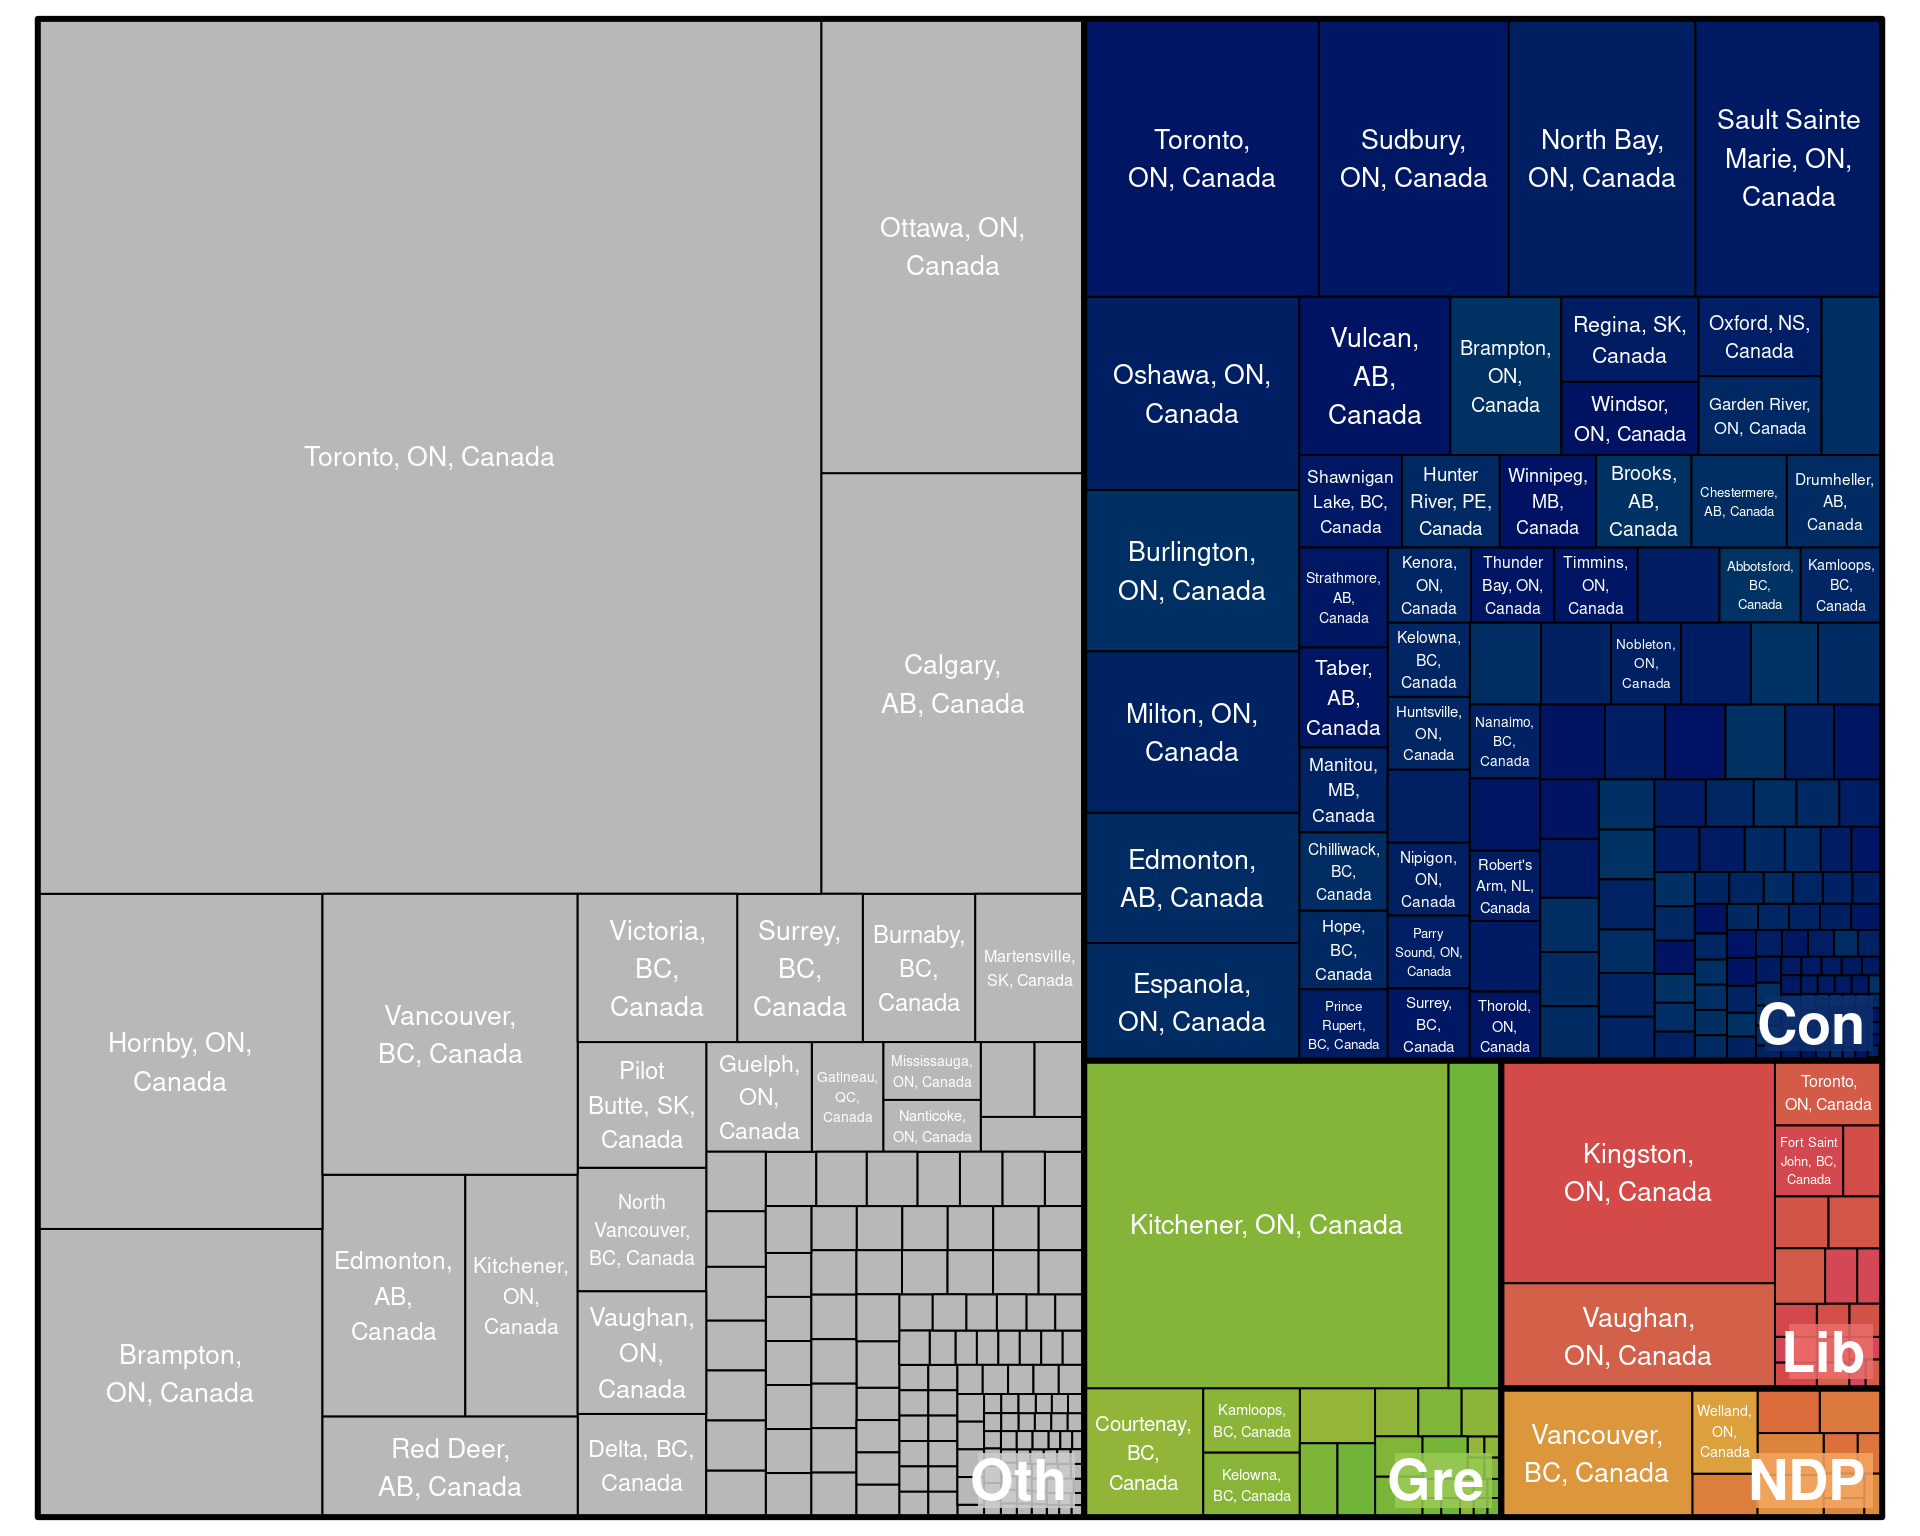 Toronto, ON, Canada
Ottawa, ON,
Canada
Calgary,
AB, Canada
Hornby, ON,
Canada
Brampton,
ON, Canada
Vancouver,
BC, Canada
Edmonton,
AB,
Canada
Kitchener,
ON,
Canada
Red Deer,
AB, Canada
Victoria,
BC,
Canada
Surrey,
BC,
Canada
Burnaby,
BC,
Canada
Martensville,
SK, Canada
Pilot
Butte, SK,
Canada
Guelph,
ON,
Canada
Gatineau,
QC,
Canada
Mississauga,
ON, Canada
Nanticoke,
ON, Canada
North
Vancouver,
BC, Canada
Vaughan,
ON,
Canada
Delta, BC,
Canada
Oth
Toronto,
ON, Canada
Sudbury,
ON, Canada
North Bay,
ON, Canada
Sault Sainte
Marie, ON,
Canada
Oshawa, ON,
Canada
Burlington,
ON, Canada
Milton, ON,
Canada
Edmonton,
AB, Canada
Espanola,
ON, Canada
Vulcan,
AB,
Canada
Brampton,
ON,
Canada
Regina, SK,
Canada
Windsor,
ON, Canada
Oxford, NS,
Canada
Garden River,
ON, Canada
Shawnigan
Lake, BC,
Canada
Hunter
River, PE,
Canada
Winnipeg,
MB,
Canada
Brooks,
AB,
Canada
Chestermere,
AB, Canada
Drumheller,
AB,
Canada
Strathmore,
AB,
Canada
Kenora,
ON,
Canada
Thunder
Bay, ON,
Canada
Timmins,
ON,
Canada
Abbotsford,
BC,
Canada
Kamloops,
BC,
Canada
Taber,
AB,
Canada
Kelowna,
BC,
Canada
Nobleton,
ON,
Canada
Huntsville,
ON,
Canada
Nanaimo,
BC,
Canada
Manitou,
MB,
Canada
Chilliwack,
BC,
Canada
Nipigon,
ON,
Canada
Robert's
Arm, NL,
Canada
Hope,
BC,
Canada
Parry
Sound, ON,
Canada
Prince
Rupert,
BC, Canada
Surrey,
BC,
Canada
Thorold,
ON,
Canada
Con
Kitchener, ON, Canada
Courtenay,
BC,
Canada
Kamloops,
BC, Canada
Kelowna,
BC, Canada
Gre
Kingston,
ON, Canada
Vaughan,
ON, Canada
Toronto,
ON, Canada
Fort Saint
John, BC,
Canada
Lib
Vancouver,
BC, Canada
Welland,
ON,
Canada
NDP